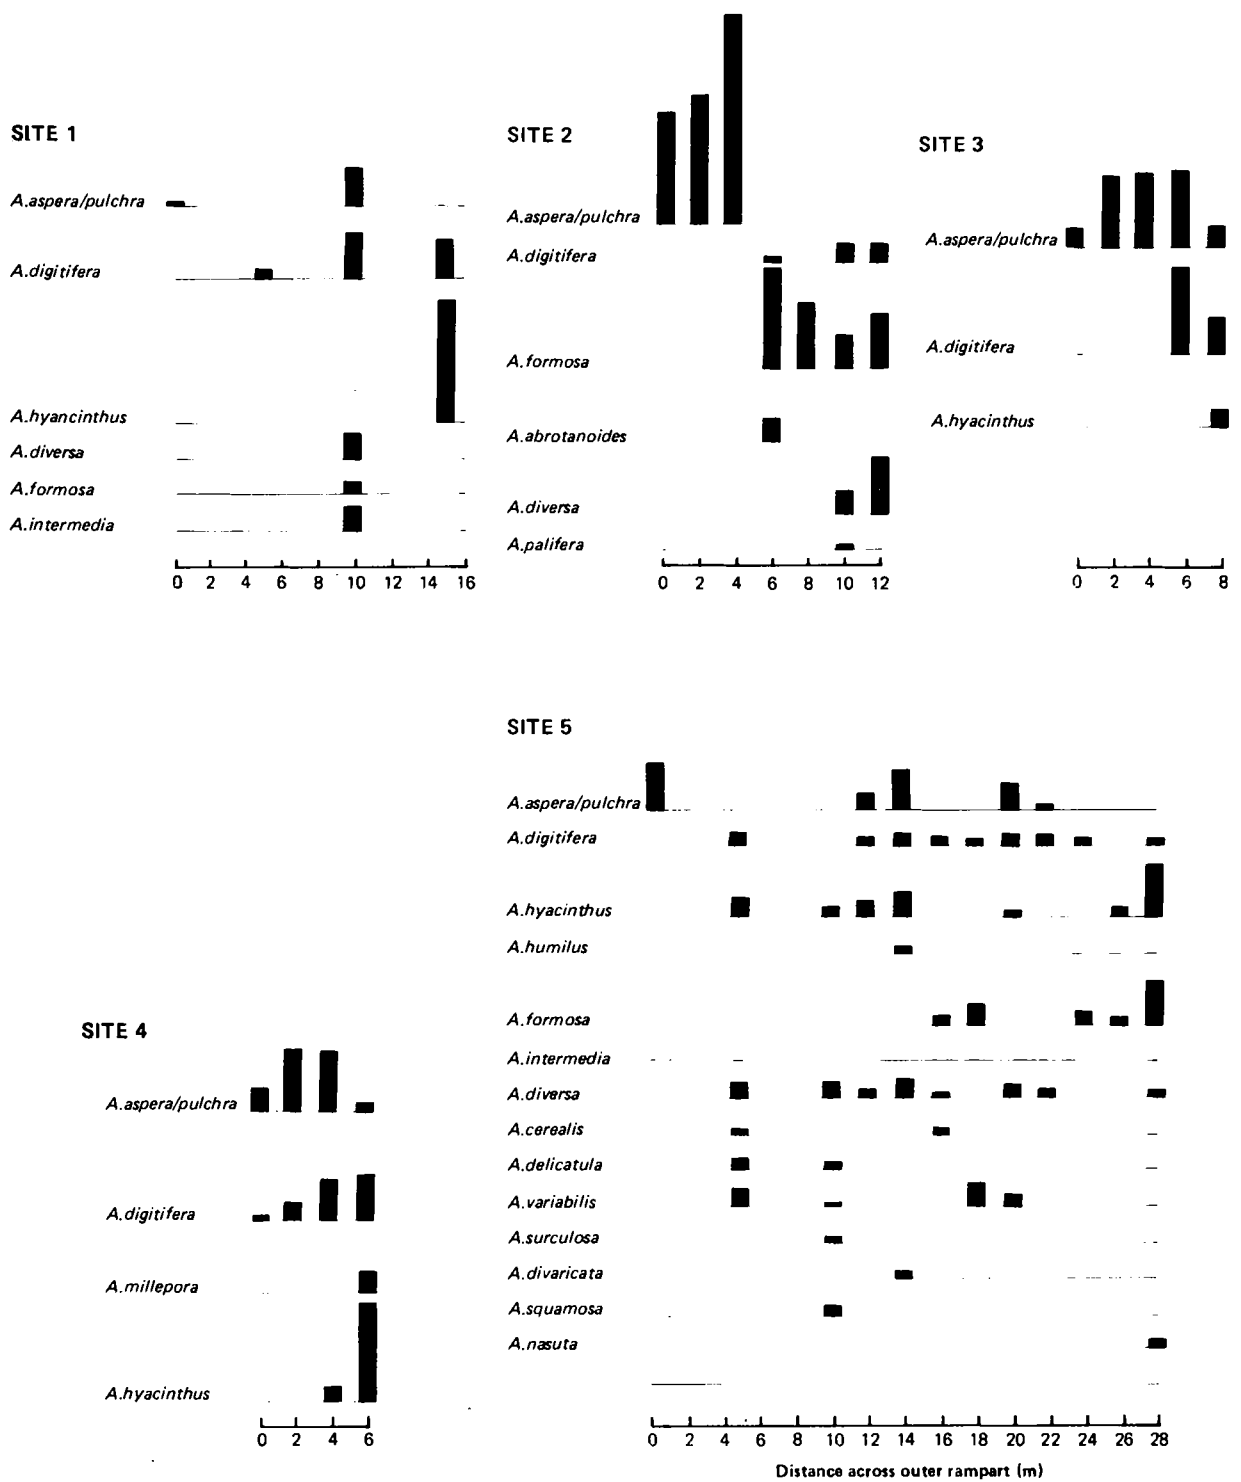 SITE 1
A.aspera/pulchra
A.digitifera
A.hyancinthus
A.diversa
A.formosa
A.intermedia
0 2 4 6 8 10 12 14 16
SITE 2
A.aspera/pulchra
A.digitifera
A.formosa
A.abrotanoides
A.diversa
A.palifera
0 2 4 6 8 10 12
SITE 3
A.aspera/pulchra
A.digitifera
A.hyacinthus
0 2 4 6 8
SITE 4
A.aspera/pulchra
A.digitifera
A.millepora
A.hyacinthus
0 2 4 6
SITE 5
A.aspera/pulchra
A.digitifera
A.hyacinthus
A.humilus
A.formosa
A.intermedia
A.diversa
A.cerealis
A.delicatula
A.variabilis
A.surculosa
A.divaricata
A.squamosa
A.nasuta
0 2 4 6 8 10 12 14 16 18 20 22 24 26 28
Distance across outer rampart (m)